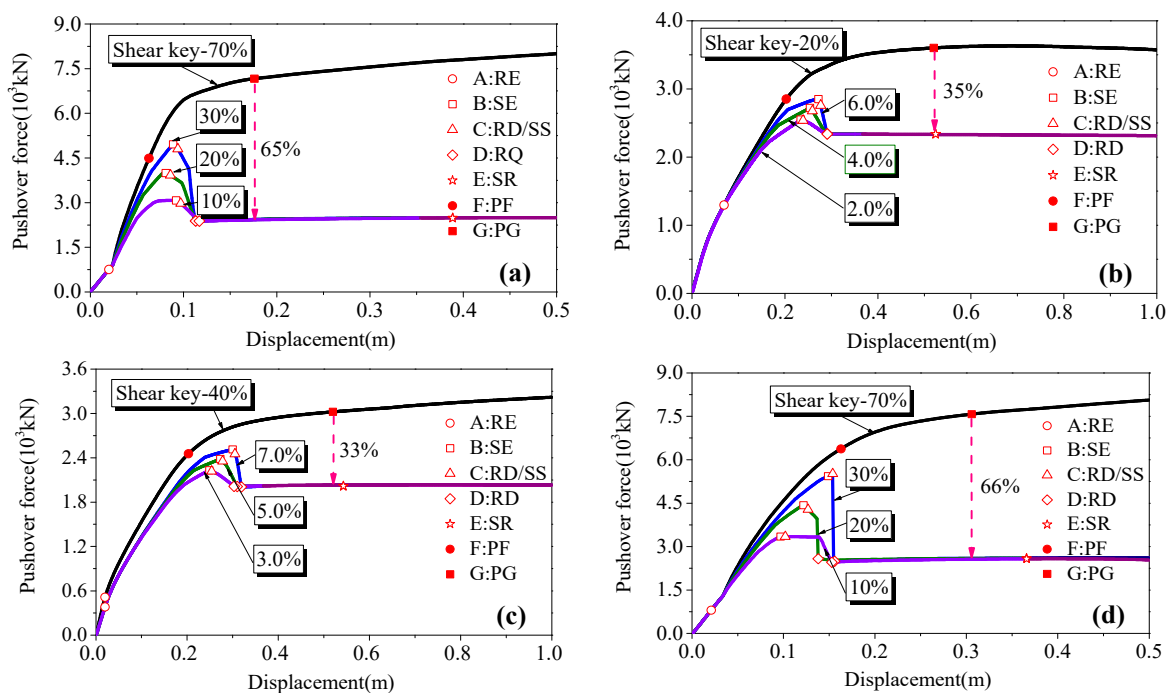 9.0
7.5
6.0
4.5
3.0
1.5
0.0
Pushover force(10³kN)
Shear key-70%
30%
20%
10%
65%
A:RE
B:SE
C:RD/SS
D:RQ
E:SR
F:PF
G:PG
(a)
0.0 0.1 0.2 0.3 0.4 0.5
Displacement(m)
4.0
3.0
2.0
1.0
0.0
Pushover force(10³kN)
Shear key-20%
6.0%
4.0%
2.0%
35%
A:RE
B:SE
C:RD/SS
D:RD
E:SR
F:PF
G:PG
(b)
0.0 0.2 0.4 0.6 0.8 1.0
Displacement(m)
3.6
3.0
2.4
1.8
1.2
0.6
0.0
Pushover force(10³kN)
Shear key-40%
7.0%
5.0%
3.0%
33%
A:RE
B:SE
C:RD/SS
D:RD
E:SR
F:PF
G:PG
(c)
0.0 0.2 0.4 0.6 0.8 1.0
Displacement(m)
9.0
7.5
6.0
4.5
3.0
1.5
0.0
Pushover force(10³kN)
Shear key-70%
30%
20%
10%
66%
A:RE
B:SE
C:RD/SS
D:RD
E:SR
F:PF
G:PG
(d)
0.0 0.1 0.2 0.3 0.4 0.5
Displacement(m)